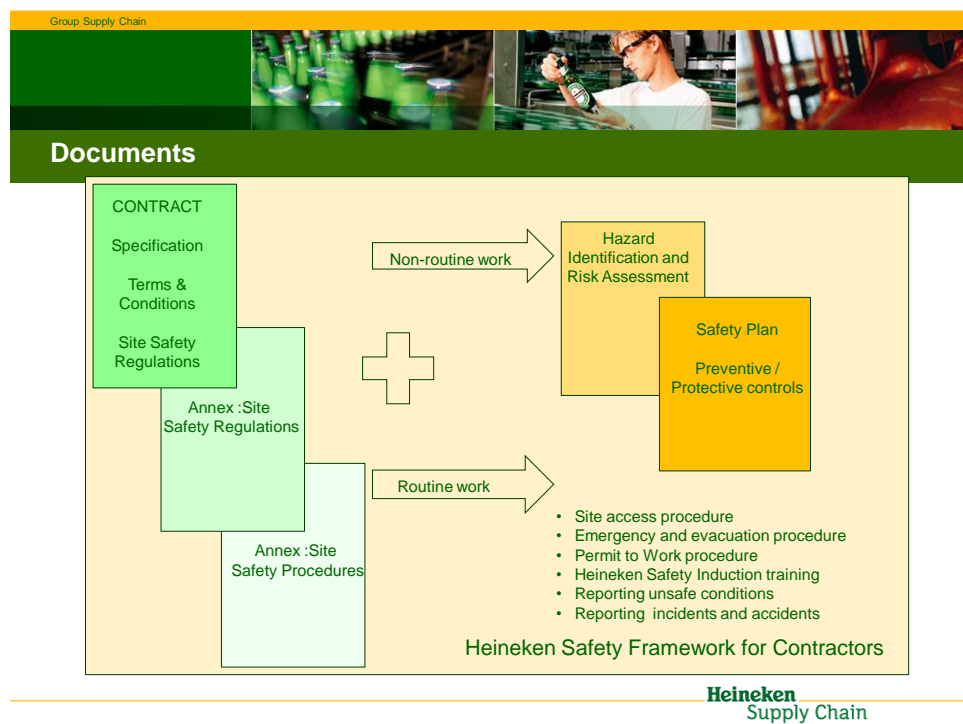 Group Supply Chain
Documents
CONTRACT
Specification
Terms &
Conditions
Site Safety
Regulations
Annex :Site
Safety Regulations
Annex :Site
Safety Procedures
Non-routine work
Hazard
Identification and
Risk Assessment
Safety Plan
Preventive /
Protective controls
Routine work
• Site access procedure
• Emergency and evacuation procedure
• Permit to Work procedure
• Heineken Safety Induction training
• Reporting unsafe conditions
• Reporting incidents and accidents
Heineken Safety Framework for Contractors
Heineken
Supply Chain